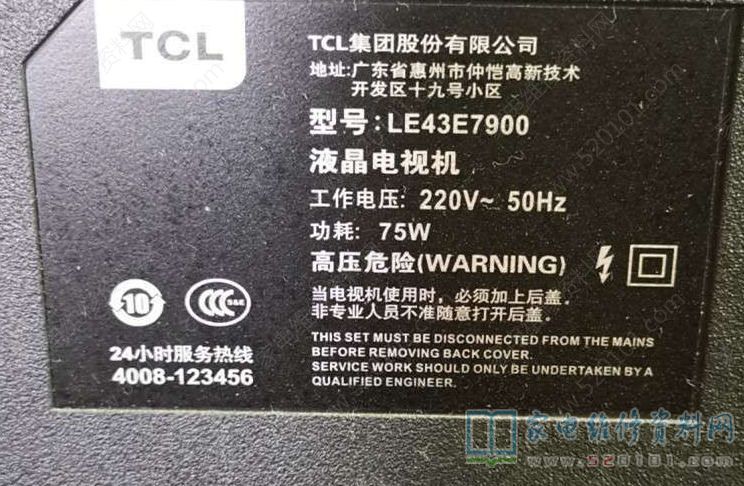 TCL
TCL集团股份有限公司
地址:广东省惠州市仲恺高新技术
开发区十九号小区
型号:LE43E7900
液晶电视机
工作电压: 220V~ 50Hz
功耗: 75W
高压危险(WARNING)
当电视机使用时，必须加上后盖。
非专业人员不准随意打开后盖。
THIS SET MUST BE DISCONNECTED FROM THE MAINS
BEFORE REMOVING BACK COVER.
SERVICE WORK SHOULD ONLY BE UNDERTAKEN BY A
QUALIFIED ENGINEER.
10
CCC S&E
24小时服务热线
4008-123456
家电维修资料网
www.520101.com